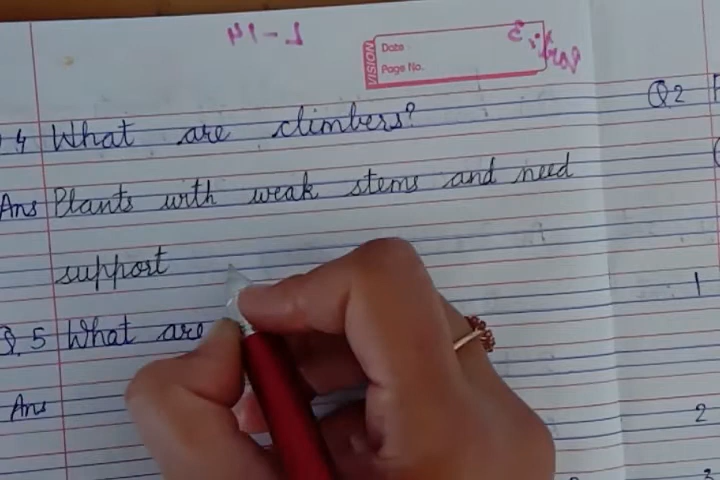 Date
VISION
Page No.
Q2
4 What are climbers?
Ans Plants with weak stems and need
support
1
Q.5 What are
Ans
2
3